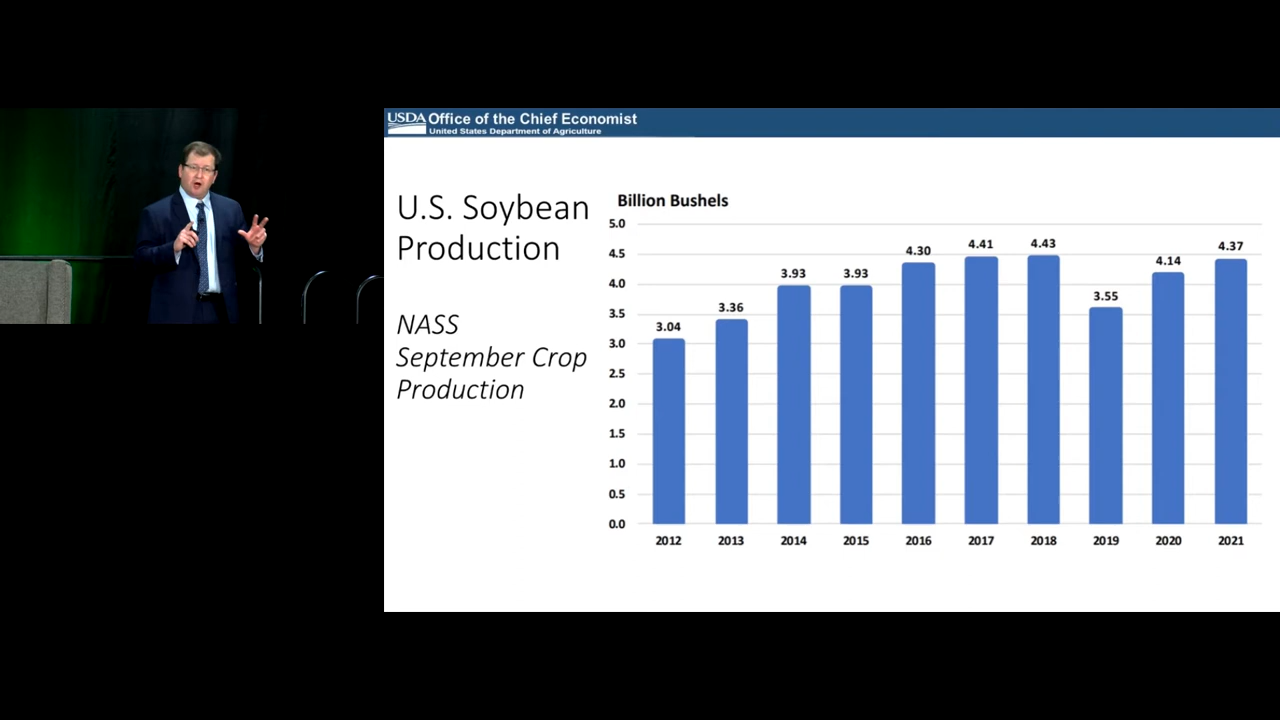 USDA Office of the Chief Economist
United States Department of Agriculture
U.S. Soybean
Production
NASS
September Crop
Production
Billion Bushels
5.0
4.5
4.0
3.5
3.0
2.5
2.0
1.5
1.0
0.5
0.0
3.04
3.36
3.93
3.93
4.30
4.41
4.43
3.55
4.14
4.37
2012 2013 2014 2015 2016 2017 2018 2019 2020 2021